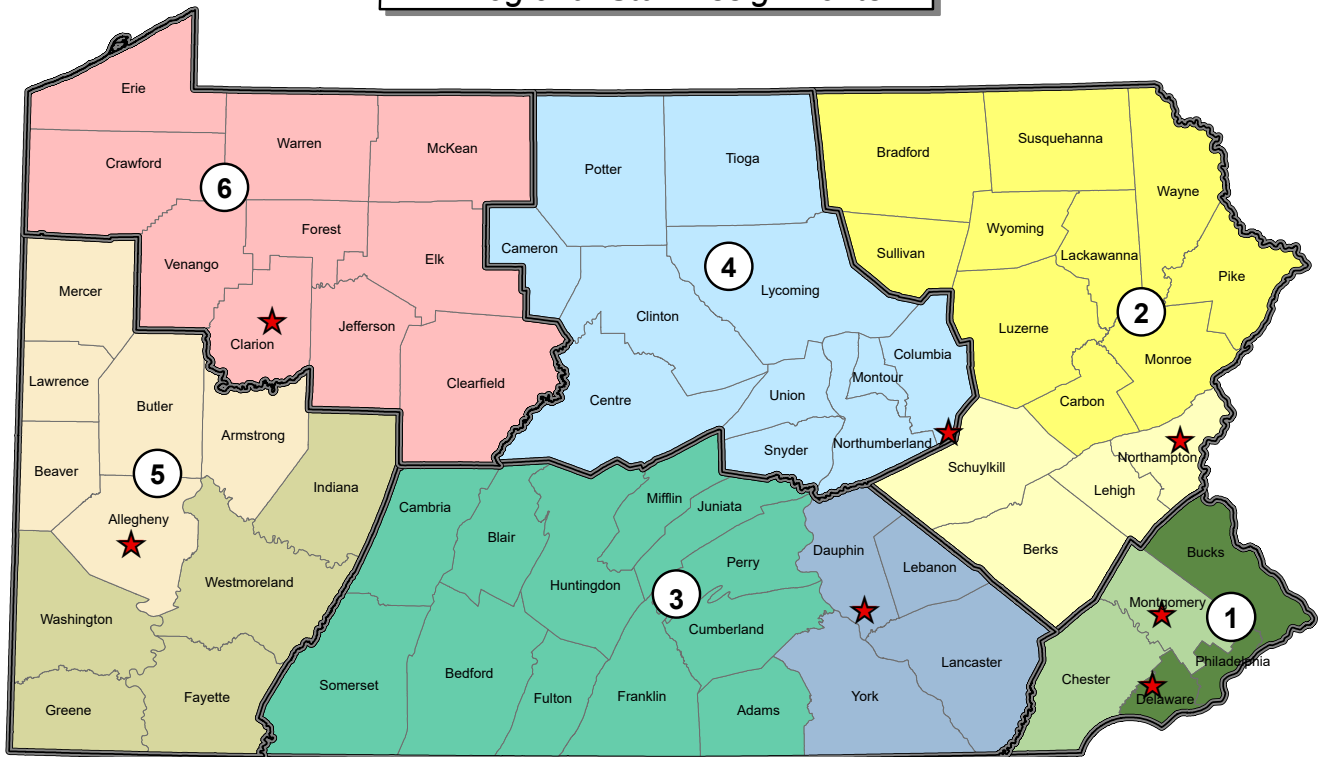 Erie
Crawford
Warren
McKean
6
Forest
Venango
Elk
Clarion
Jefferson
Clearfield
Potter
Tioga
Cameron
4
Lycoming
Clinton
Columbia
Montour
Union
Centre
Northumberland
Snyder
Bradford
Susquehanna
Wayne
Wyoming
Sullivan
Lackawanna
Pike
2
Luzerne
Monroe
Carbon
Schuylkill
Northampton
Lehigh
Berks
Mercer
Lawrence
Butler
Armstrong
Beaver
5
Indiana
Allegheny
Westmoreland
Washington
Fayette
Greene
Cambria
Mifflin
Juniata
Blair
Perry
Huntingdon
3
Cumberland
Somerset
Bedford
Fulton
Franklin
Adams
Dauphin
Lebanon
Lancaster
York
Bucks
Montgomery
1
Philadelphia
Chester
Delaware